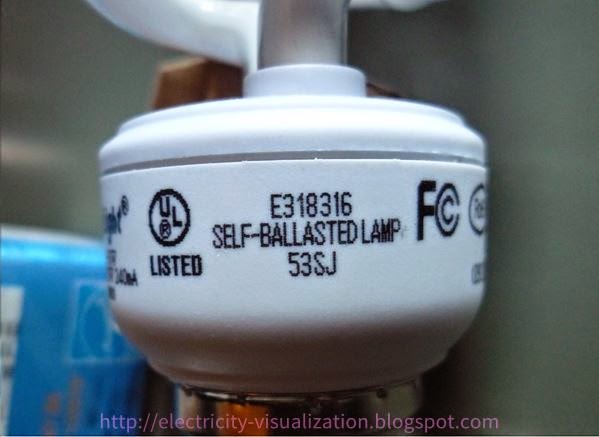 UL
®
LISTED
E318316
SELF-BALLASTED LAMP
53SJ
FC
http://electricity-visualization.blogspot.com